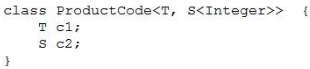 class ProductCode<T, S<Integer>>  {
    T c1;
    S c2;
}